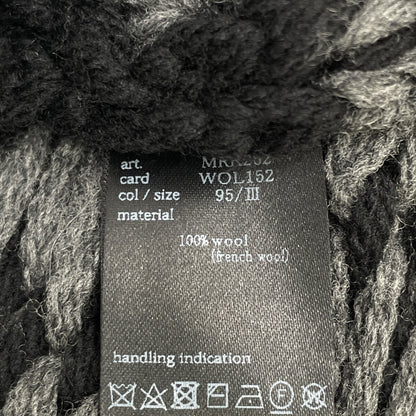 art. MRK262
card WOL152
col / size 95/III
material
100% wool
(french wool)
handling indication
F W